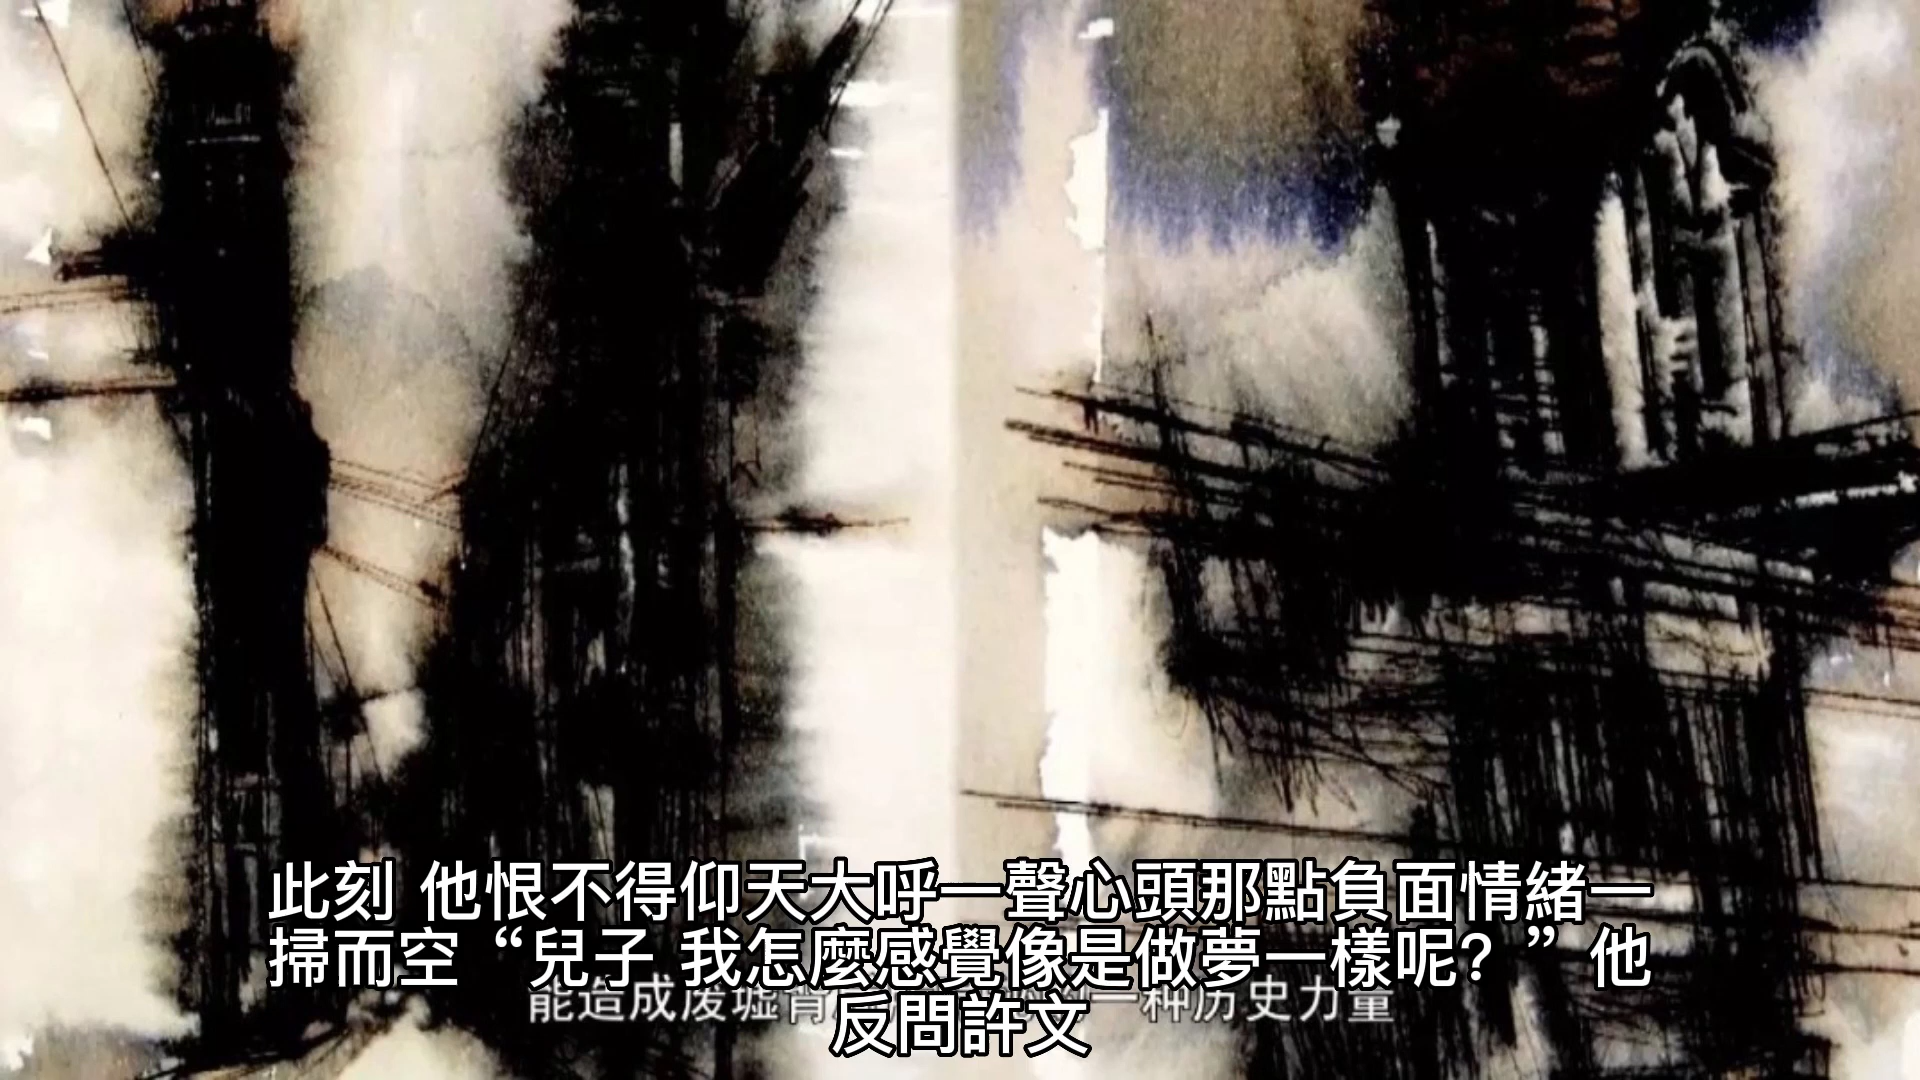 此刻 他恨不得仰天大呼一聲心頭那點負面情緒一
掃而空“兒子 我怎麼感覺像是做夢一樣呢？”他
能造成废墟背 一种历史力量
反問許文